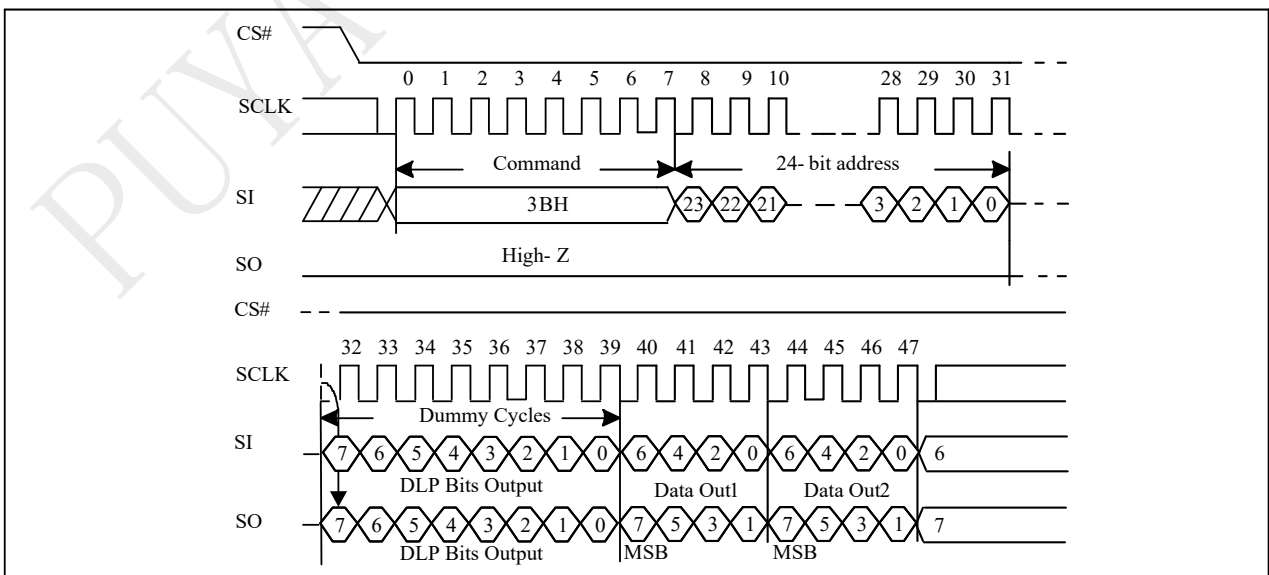 PUYA
CS#
0 1 2 3 4 5 6 7 8 9 10 28 29 30 31
SCLK
Command 24- bit address
SI 3BH 23 22 21 3 2 1 0
High- Z
SO
CS#
32 33 34 35 36 37 38 39 40 41 42 43 44 45 46 47
SCLK
Dummy Cycles
SI 7 6 5 4 3 2 1 0 6 4 2 0 6 4 2 0 6
DLP Bits Output Data Out1 Data Out2
SO 7 6 5 4 3 2 1 0 7 5 3 1 7 5 3 1 7
DLP Bits Output MSB MSB